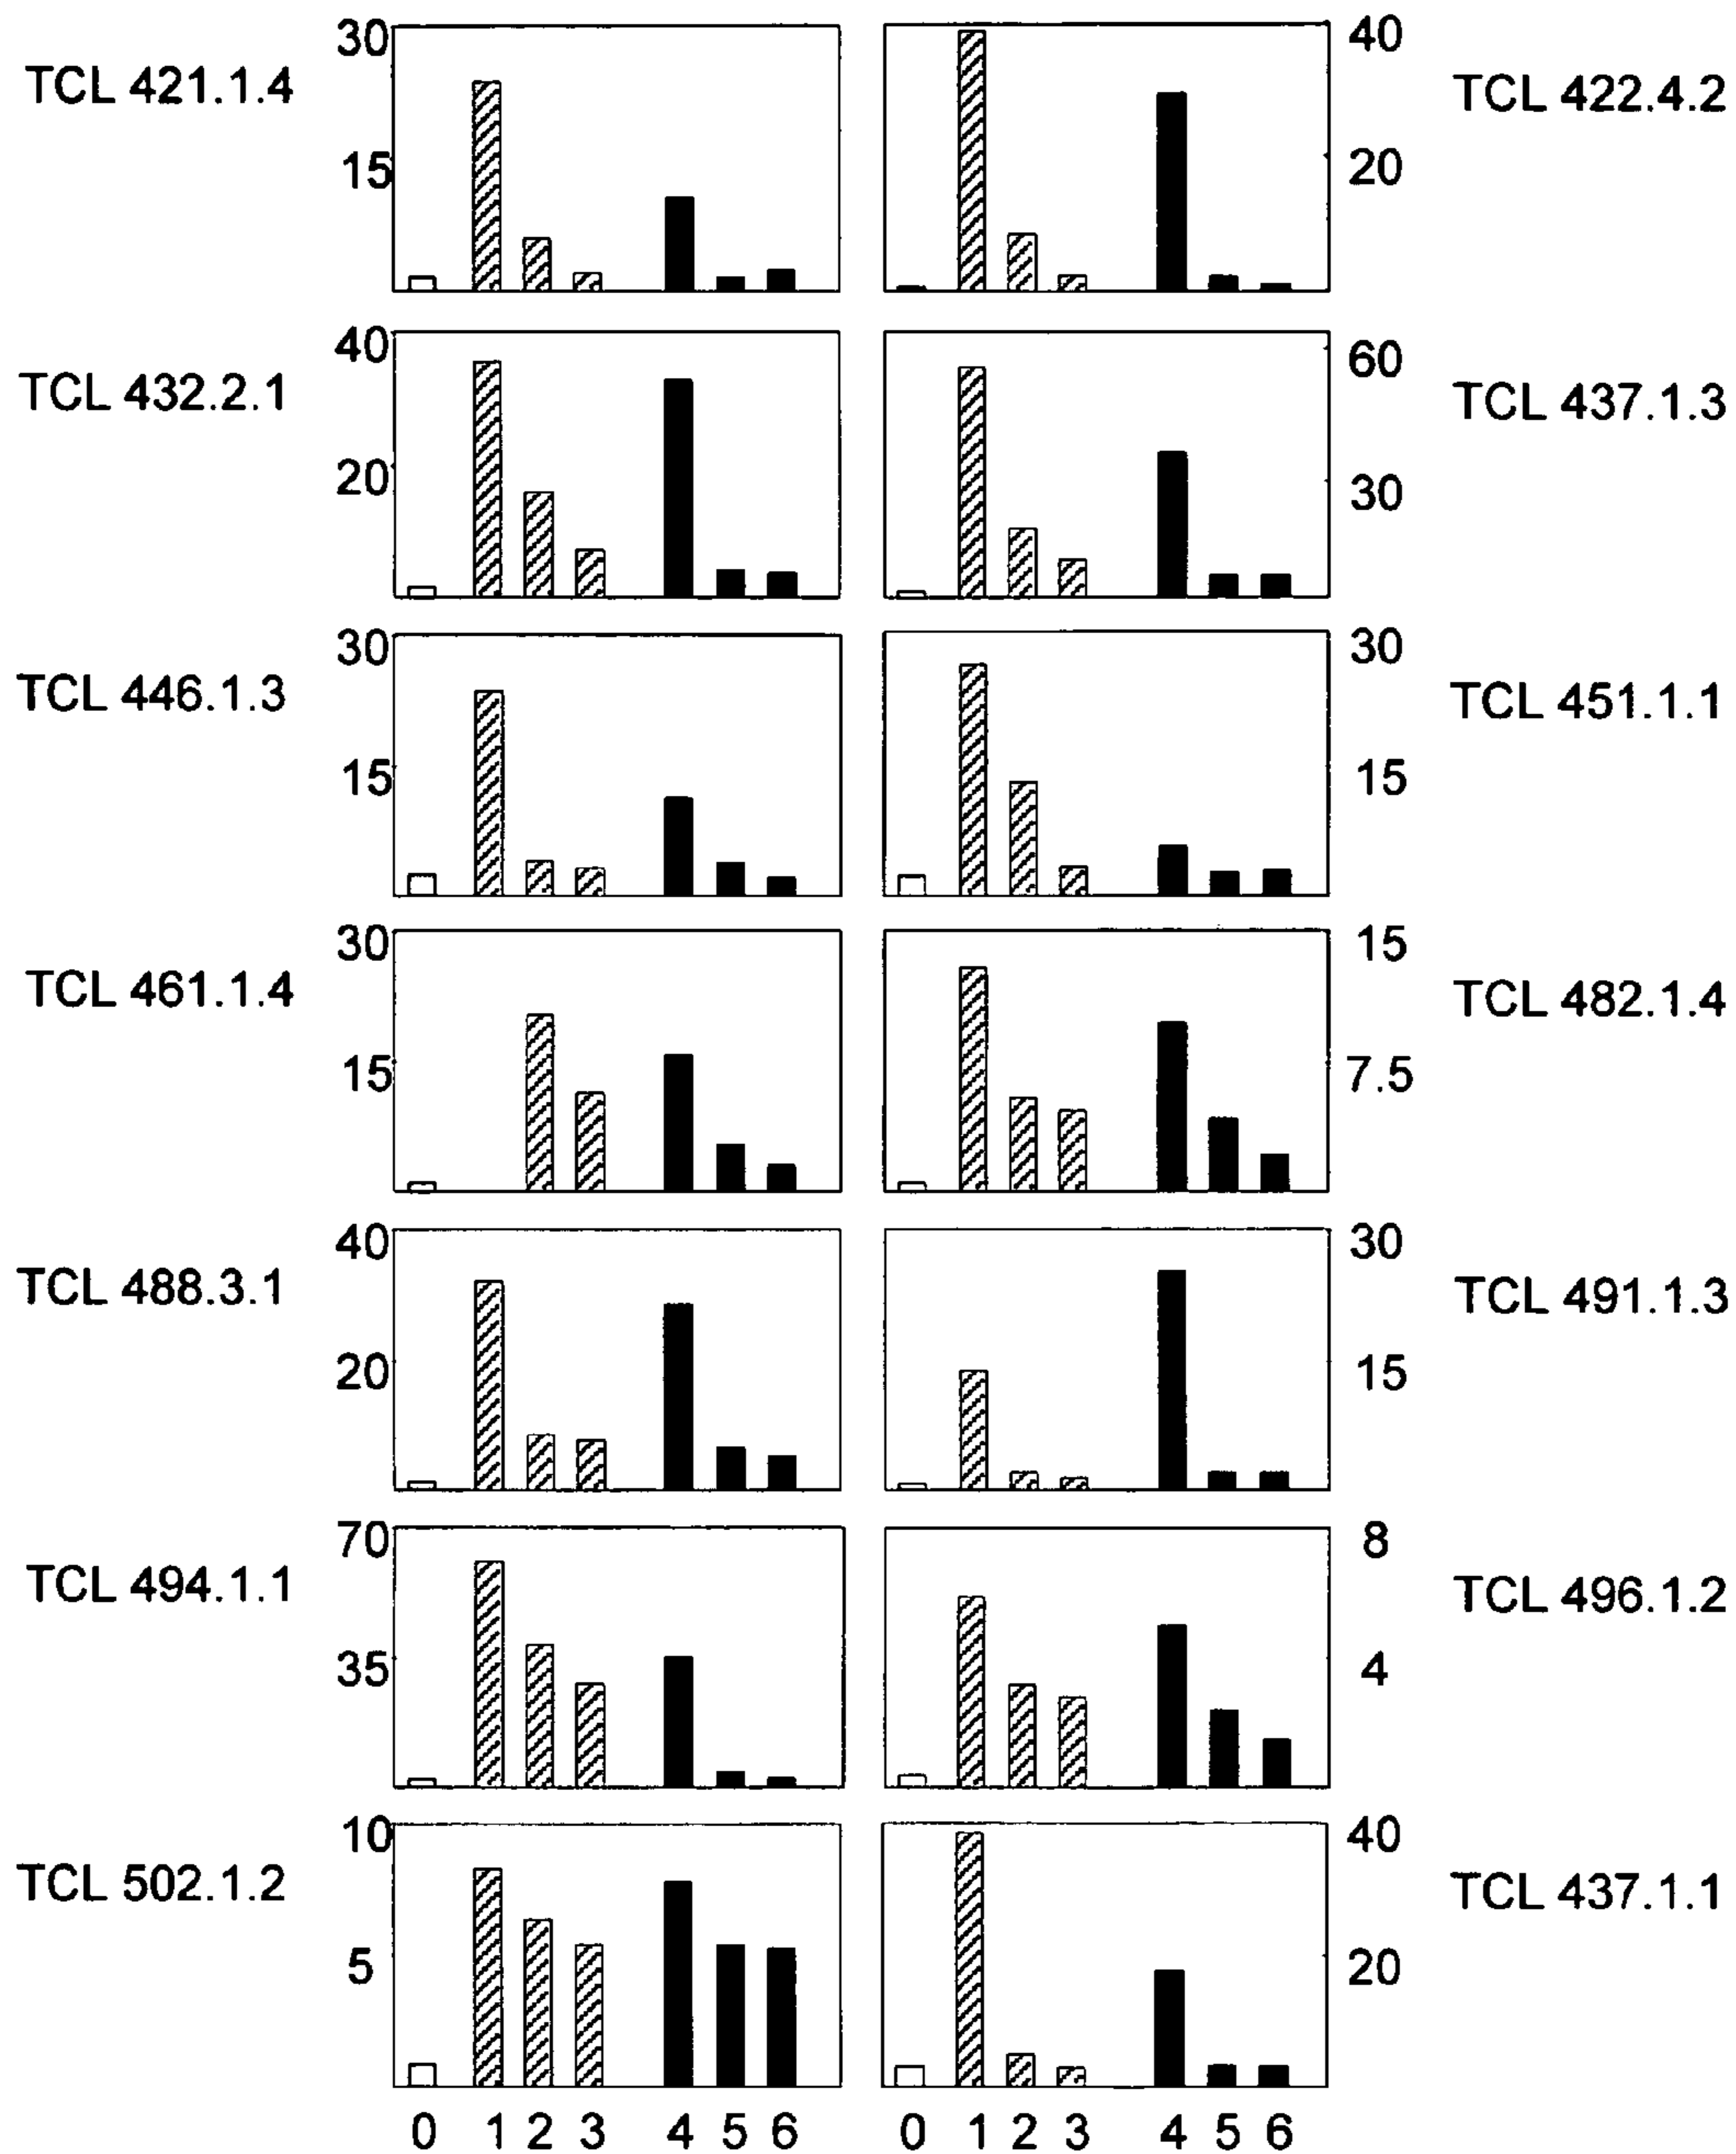 30 40
TCL 421.1.4 TCL 422.4.2
15 20
40 60
TCL 432.2.1 TCL 437.1.3
20 30
30 30
TCL 446.1.3 TCL 451.1.1
15 15
30 15
TCL 461.1.4 TCL 482.1.4
15 7.5
40 30
TCL 488.3.1 TCL 491.1.3
20 15
70 8
TCL 494.1.1 TCL 496.1.2
35 4
10 40
TCL 502.1.2 TCL 437.1.1
5 20
0 1 2 3 4 5 6 0 1 2 3 4 5 6